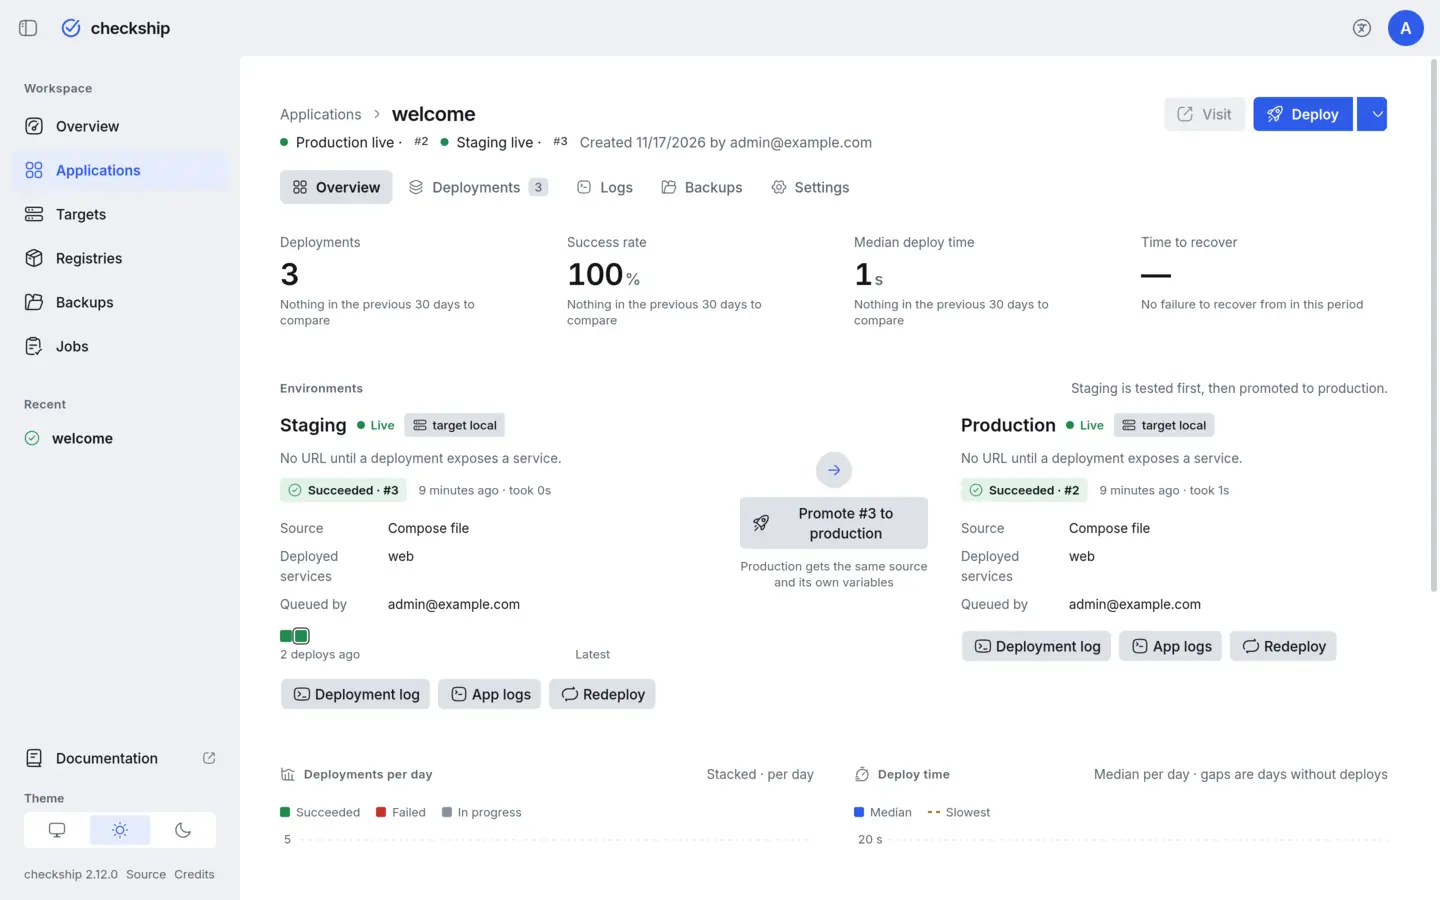 checkship
A
Workspace
Overview
Applications
Targets
Registries
Backups
Jobs
Recent
welcome
Documentation
Theme
checkship 2.12.0 Source Credits
Applications > welcome
Visit
Deploy
Production live · #2 Staging live · #3 Created 11/17/2026 by admin@example.com
Overview Deployments 3 Logs Backups Settings
Deployments
3
Nothing in the previous 30 days to
compare
Success rate
100%
Nothing in the previous 30 days to
compare
Median deploy time
1 s
Nothing in the previous 30 days to
compare
Time to recover
—
No failure to recover from in this period
Environments
Staging is tested first, then promoted to production.
Staging Live target local
No URL until a deployment exposes a service.
Succeeded · #3 9 minutes ago · took 0s
Source Compose file
Deployed web
services
Queued by admin@example.com
2 deploys ago Latest
Deployment log App logs Redeploy
Promote #3 to
production
Production gets the same source
and its own variables
Production Live target local
No URL until a deployment exposes a service.
Succeeded · #2 9 minutes ago · took 1s
Source Compose file
Deployed web
services
Queued by admin@example.com
Deployment log App logs Redeploy
Deployments per day Stacked · per day
Succeeded Failed In progress
5
Deploy time Median per day · gaps are days without deploys
Median Slowest
20 s